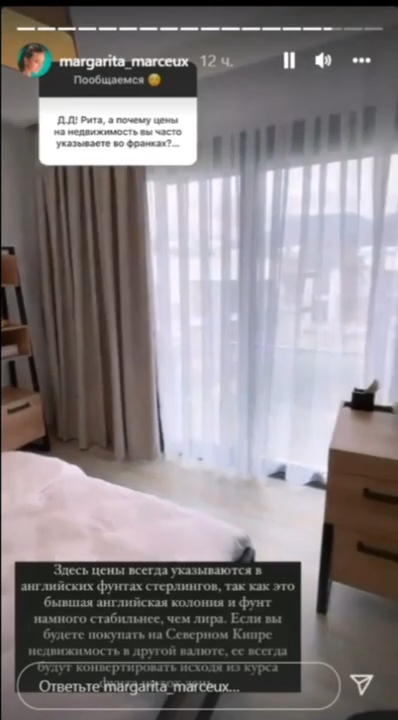 margarita_marceux 12 ч.
Пообщаемся
Д.Д! Рита, а почему цены
на недвижимость вы часто
указываете во франках?...
Здесь цены всегда указываются в
английских фунтах стерлингов, так как это
бывшая английская колония и фунт
намного стабильнее, чем лира. Если вы
будете покупать на Северном Кипре
недвижимость в другой валюте, ее всегда
будут конвертировать исходя из курса
Ответьте margarita_marceux...